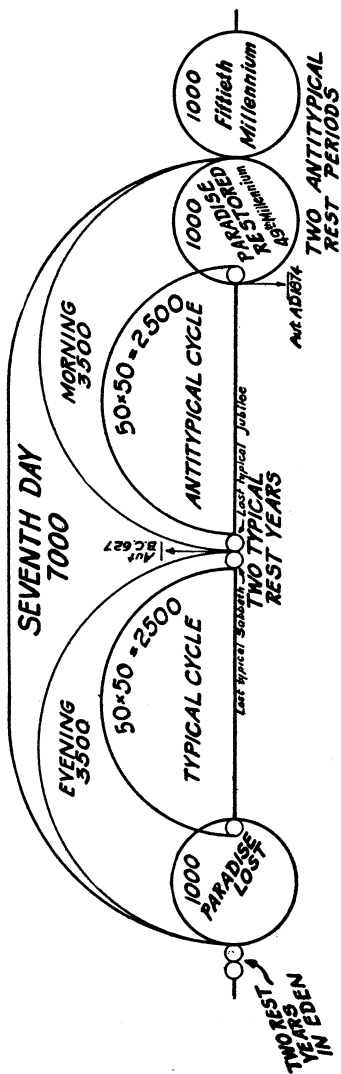 SEVENTH DAY
7000
EVENING
3500
MORNING
3500
50×50=2500
TYPICAL CYCLE
50×50=2500
ANTITYPICAL CYCLE
Aut
B.C.627
TWO REST
YEARS
IN EDEN
1000
PARADISE
LOST
Last typical Sabbath
Last typical Jubilee
TWO TYPICAL
REST YEARS
1000
PARADISE
RESTORED
49th Millennium
Aut. AD1874
1000
Fiftieth
Millennium
TWO ANTITYPICAL
REST PERIODS